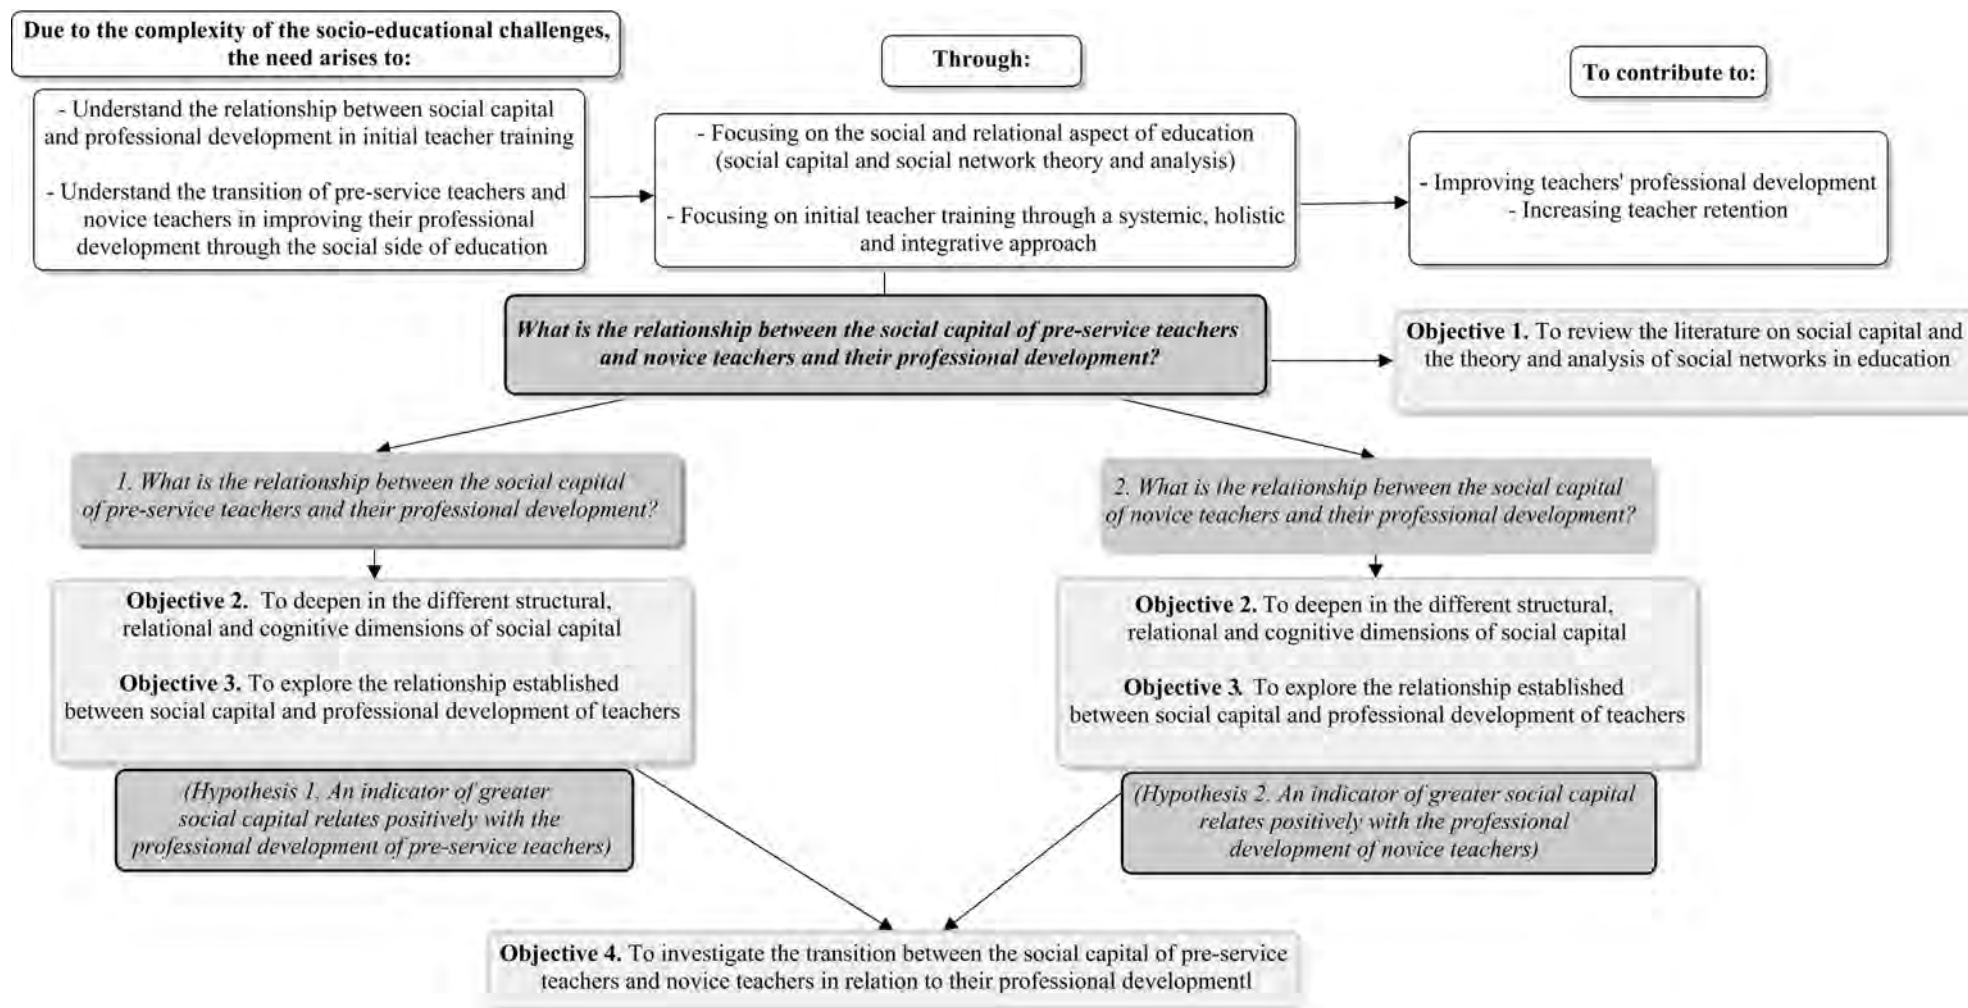 Due to the complexity of the socio-educational challenges,
the need arises to:
- Understand the relationship between social capital
and professional development in initial teacher training
- Understand the transition of pre-service teachers and
novice teachers in improving their professional
development through the social side of education
Through:
- Focusing on the social and relational aspect of education
(social capital and social network theory and analysis)
- Focusing on initial teacher training through a systemic, holistic
and integrative approach
To contribute to:
- Improving teachers' professional development
- Increasing teacher retention
What is the relationship between the social capital of pre-service teachers
and novice teachers and their professional development?
Objective 1. To review the literature on social capital and
the theory and analysis of social networks in education
1. What is the relationship between the social capital
of pre-service teachers and their professional development?
2. What is the relationship between the social capital
of novice teachers and their professional development?
Objective 2. To deepen in the different structural,
relational and cognitive dimensions of social capital
Objective 3. To explore the relationship established
between social capital and professional development of teachers
Objective 2. To deepen in the different structural,
relational and cognitive dimensions of social capital
Objective 3. To explore the relationship established
between social capital and professional development of teachers
(Hypothesis 1. An indicator of greater
social capital relates positively with the
professional development of pre-service teachers)
(Hypothesis 2. An indicator of greater social capital
relates positively with the professional
development of novice teachers)
Objective 4. To investigate the transition between the social capital of pre-service
teachers and novice teachers in relation to their professional developmentl